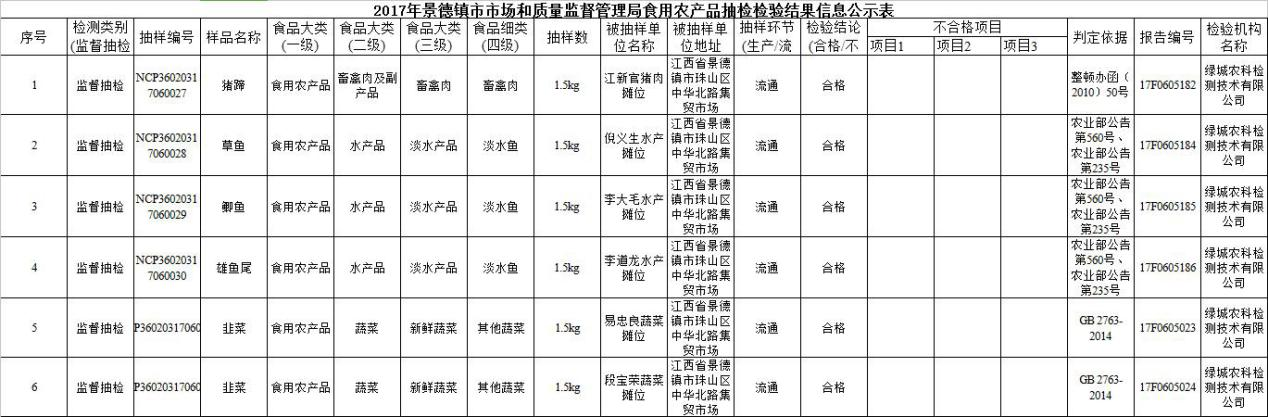 2017年景德镇市市场和质量监督管理局食用农产品抽检检验结果信息公示表
序号 检测类别(监督抽检 抽样编号 样品名称 食品大类(一级) 食品大类(二级) 食品大类(三级) 食品细类(四级) 抽样数 被抽样单位名称 被抽样单位地址 抽样环节(生产/流 检验结论(合格/不 不合格项目 项目1 项目2 项目3 判定依据 报告编号 检验机构名称
1 监督抽检 NCP36020317060027 猪蹄 食用农产品 畜禽肉及副产品 畜禽肉 畜禽肉 1.5kg 江新官猪肉摊位 江西省景德镇市珠山区中华北路集贸市场 流通 合格 整顿办函(2010)50号 17F0605182 绿城农科检测技术有限公司
2 监督抽检 NCP36020317060028 草鱼 食用农产品 水产品 淡水产品 淡水鱼 1.5kg 倪义生水产摊位 江西省景德镇市珠山区中华北路集贸市场 流通 合格 农业部公告第560号、农业部公告第235号 17F0605184 绿城农科检测技术有限公司
3 监督抽检 NCP36020317060029 鲫鱼 食用农产品 水产品 淡水产品 淡水鱼 1.5kg 李大毛水产摊位 江西省景德镇市珠山区中华北路集贸市场 流通 合格 农业部公告第560号、农业部公告第235号 17F0605185 绿城农科检测技术有限公司
4 监督抽检 NCP36020317060030 雄鱼尾 食用农产品 水产品 淡水产品 淡水鱼 1.5kg 李道龙水产摊位 江西省景德镇市珠山区中华北路集贸市场 流通 合格 农业部公告第560号、农业部公告第235号 17F0605186 绿城农科检测技术有限公司
5 监督抽检 P36020317060 韭菜 食用农产品 蔬菜 新鲜蔬菜 其他蔬菜 1.5kg 易忠良蔬菜摊位 江西省景德镇市珠山区中华北路集贸市场 流通 合格 GB 2763-2014 17F0605023 绿城农科检测技术有限公司
6 监督抽检 P36020317060 韭菜 食用农产品 蔬菜 新鲜蔬菜 其他蔬菜 1.5kg 段宝荣蔬菜摊位 江西省景德镇市珠山区中华北路集贸市场 流通 合格 GB 2763-2014 17F0605024 绿城农科检测技术有限公司